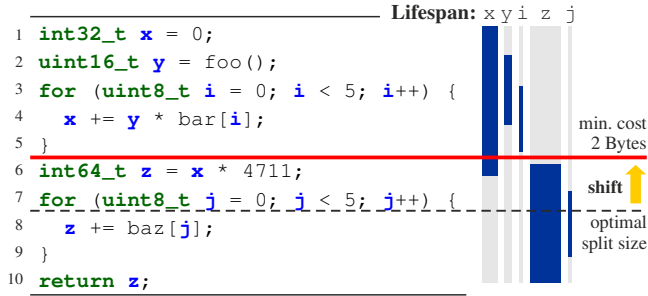 Lifespan: x y i z j
1 int32_t x = 0;
2 uint16_t y = foo();
3 for (uint8_t i = 0; i < 5; i++) {
4 x += y * bar[i];
5 }
min. cost
2 Bytes
6 int64_t z = x * 4711;
shift
7 for (uint8_t j = 0; j < 5; j++) {
optimal
split size
8 z += baz[j];
9 }
10 return z;